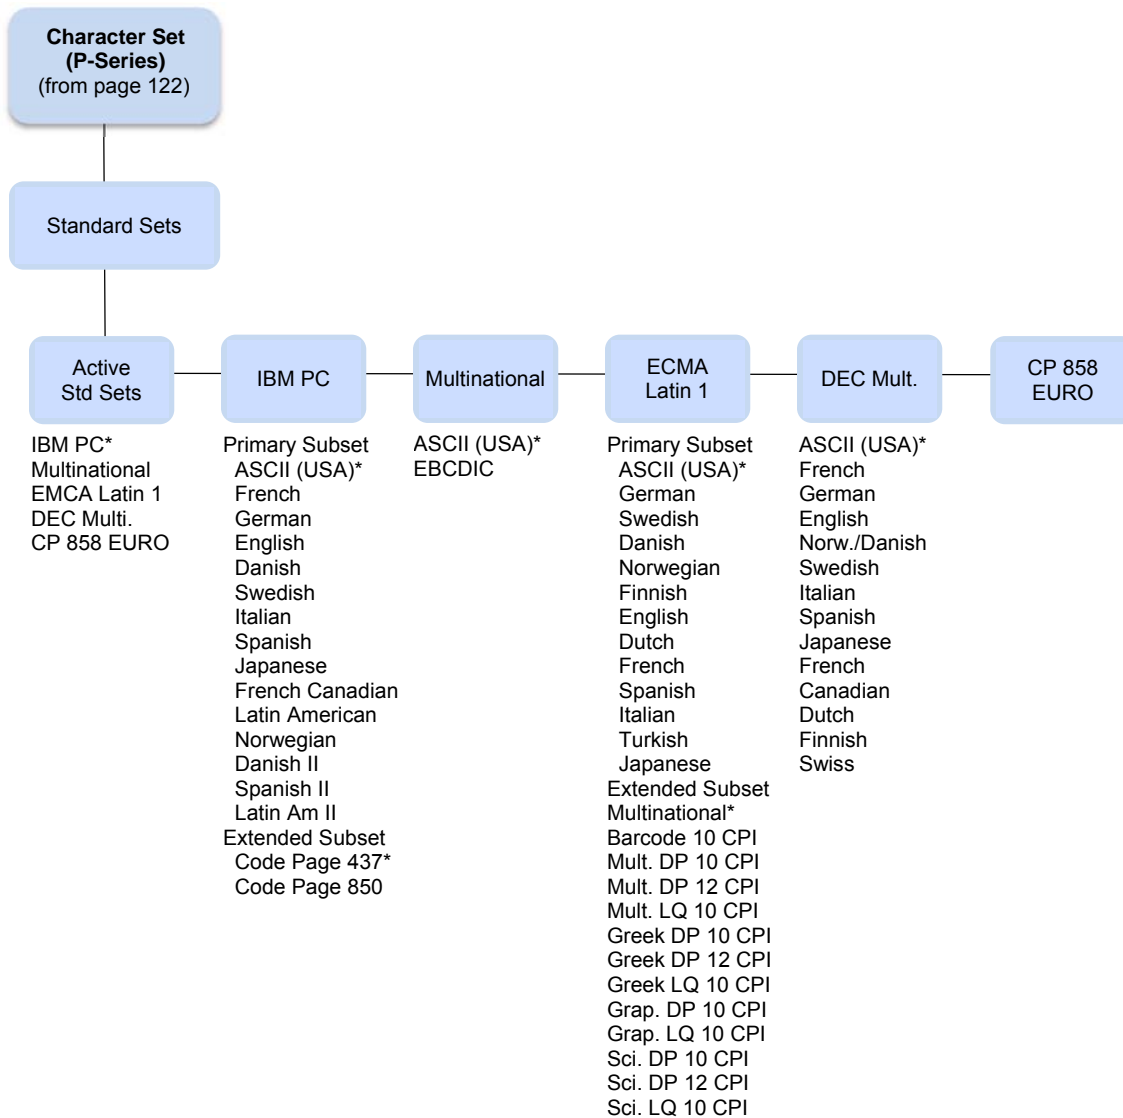 Character Set
(P-Series)
(from page 122)
Standard Sets
Active
Std Sets
IBM PC
Multinational
ECMA
Latin 1
DEC Mult.
CP 858
EURO
IBM PC*
Multinational
EMCA Latin 1
DEC Multi.
CP 858 EURO
Primary Subset
ASCII (USA)*
French
German
English
Danish
Swedish
Italian
Spanish
Japanese
French Canadian
Latin American
Norwegian
Danish II
Spanish II
Latin Am II
Extended Subset
Code Page 437*
Code Page 850
ASCII (USA)*
EBCDIC
Primary Subset
ASCII (USA)*
German
Swedish
Danish
Norwegian
Finnish
English
Dutch
French
Spanish
Italian
Turkish
Japanese
Extended Subset
Multinational*
Barcode 10 CPI
Mult. DP 10 CPI
Mult. DP 12 CPI
Mult. LQ 10 CPI
Greek DP 10 CPI
Greek DP 12 CPI
Greek LQ 10 CPI
Grap. DP 10 CPI
Grap. LQ 10 CPI
Sci. DP 10 CPI
Sci. DP 12 CPI
Sci. LQ 10 CPI
ASCII (USA)*
French
German
English
Norw./Danish
Swedish
Italian
Spanish
Japanese
French
Canadian
Dutch
Finnish
Swiss